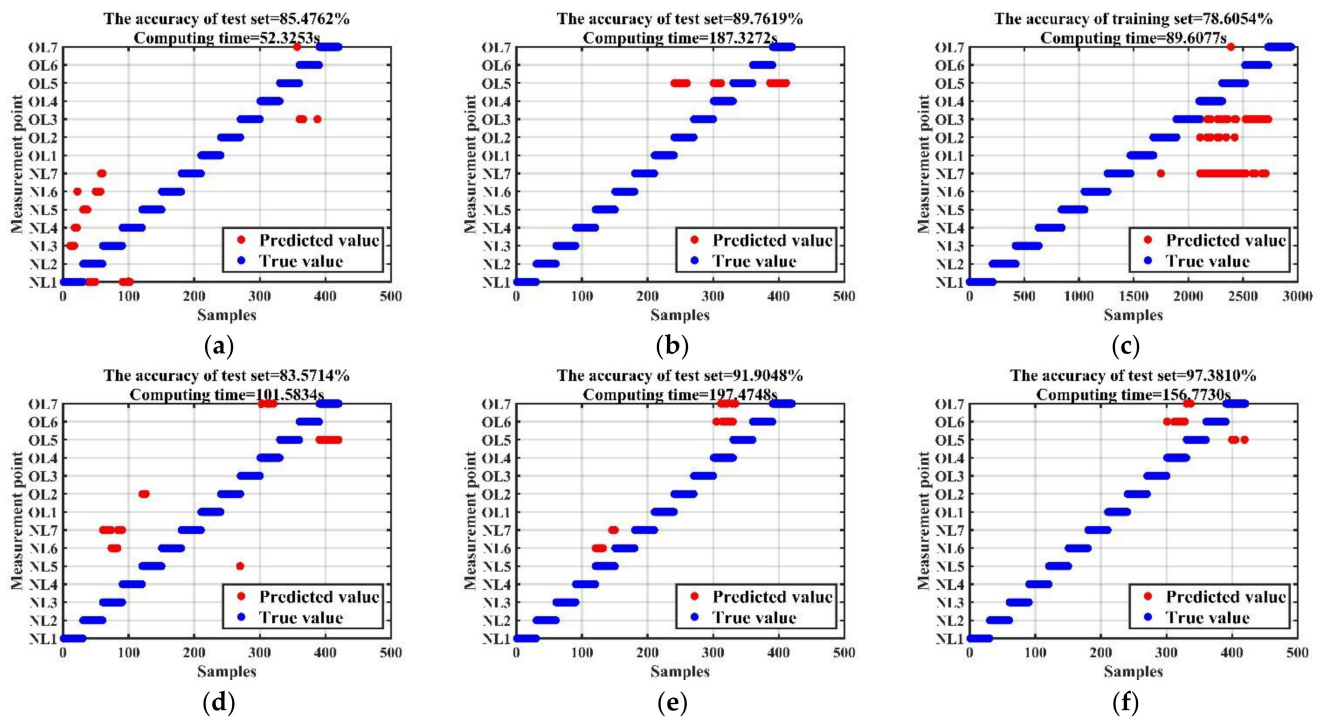 The accuracy of test set=85.4762%
Computing time=52.3253s
OL7
OL6
OL5
OL4
OL3
OL2
OL1
NL7
NL6
NL5
NL4
NL3
NL2
NL1
Measurement point
Predicted value
True value
0 100 200 300 400 500
Samples
(a)
The accuracy of test set=89.7619%
Computing time=187.3272s
OL7
OL6
OL5
OL4
OL3
OL2
OL1
NL7
NL6
NL5
NL4
NL3
NL2
NL1
Measurement point
Predicted value
True value
0 100 200 300 400 500
Samples
(b)
The accuracy of training set=78.6054%
Computing time=89.6077s
OL7
OL6
OL5
OL4
OL3
OL2
OL1
NL7
NL6
NL5
NL4
NL3
NL2
NL1
Measurement point
Predicted value
True value
0 500 1000 1500 2000 2500 3000
Samples
(c)
The accuracy of test set=83.5714%
Computing time=101.5834s
OL7
OL6
OL5
OL4
OL3
OL2
OL1
NL7
NL6
NL5
NL4
NL3
NL2
NL1
Measurement point
Predicted value
True value
0 100 200 300 400 500
Samples
(d)
The accuracy of test set=91.9048%
Computing time=197.4748s
OL7
OL6
OL5
OL4
OL3
OL2
OL1
NL7
NL6
NL5
NL4
NL3
NL2
NL1
Measurement point
Predicted value
True value
0 100 200 300 400 500
Samples
(e)
The accuracy of test set=97.3810%
Computing time=156.7730s
OL7
OL6
OL5
OL4
OL3
OL2
OL1
NL7
NL6
NL5
NL4
NL3
NL2
NL1
Measurement point
Predicted value
True value
0 100 200 300 400 500
Samples
(f)